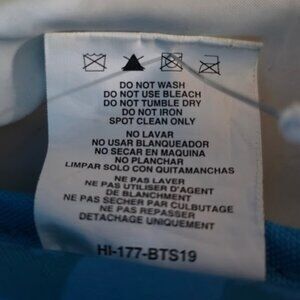 DO NOT WASH
DO NOT USE BLEACH
DO NOT TUMBLE DRY
DO NOT IRON
SPOT CLEAN ONLY
NO LAVAR
NO USAR BLANQUEADOR
NO SECAR EN MAQUINA
NO PLANCHAR
LIMPAR SOLO CON QUITAMANCHAS
NE PAS LAVER
NE PAS UTILISER D'AGENT
DE BLANCHIMENT
NE PAS SECHER PAR CULBUTAGE
NE PAS REPASSER
DETACHAGE UNIQUEMENT
HI-177-BTS19